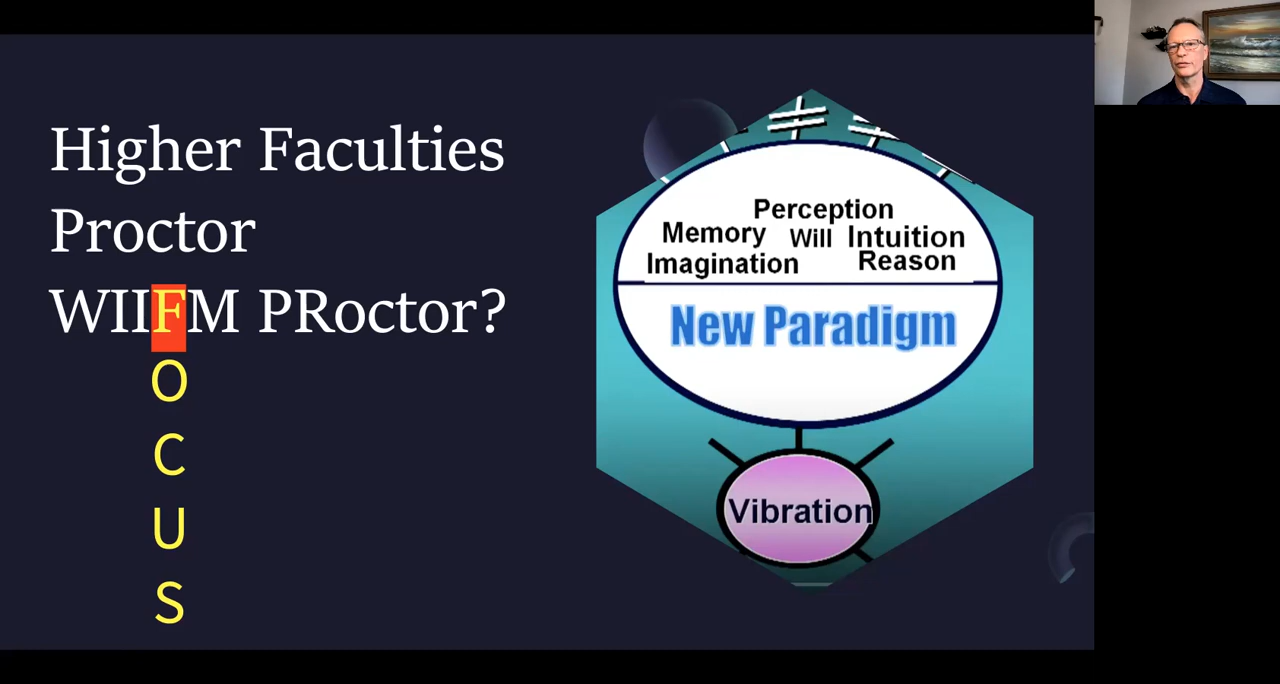 Higher Faculties
Proctor
WIIFM PRoctor?
O
C
U
S
Perception
Memory Will Intuition
Imagination Reason
New Paradigm
Vibration